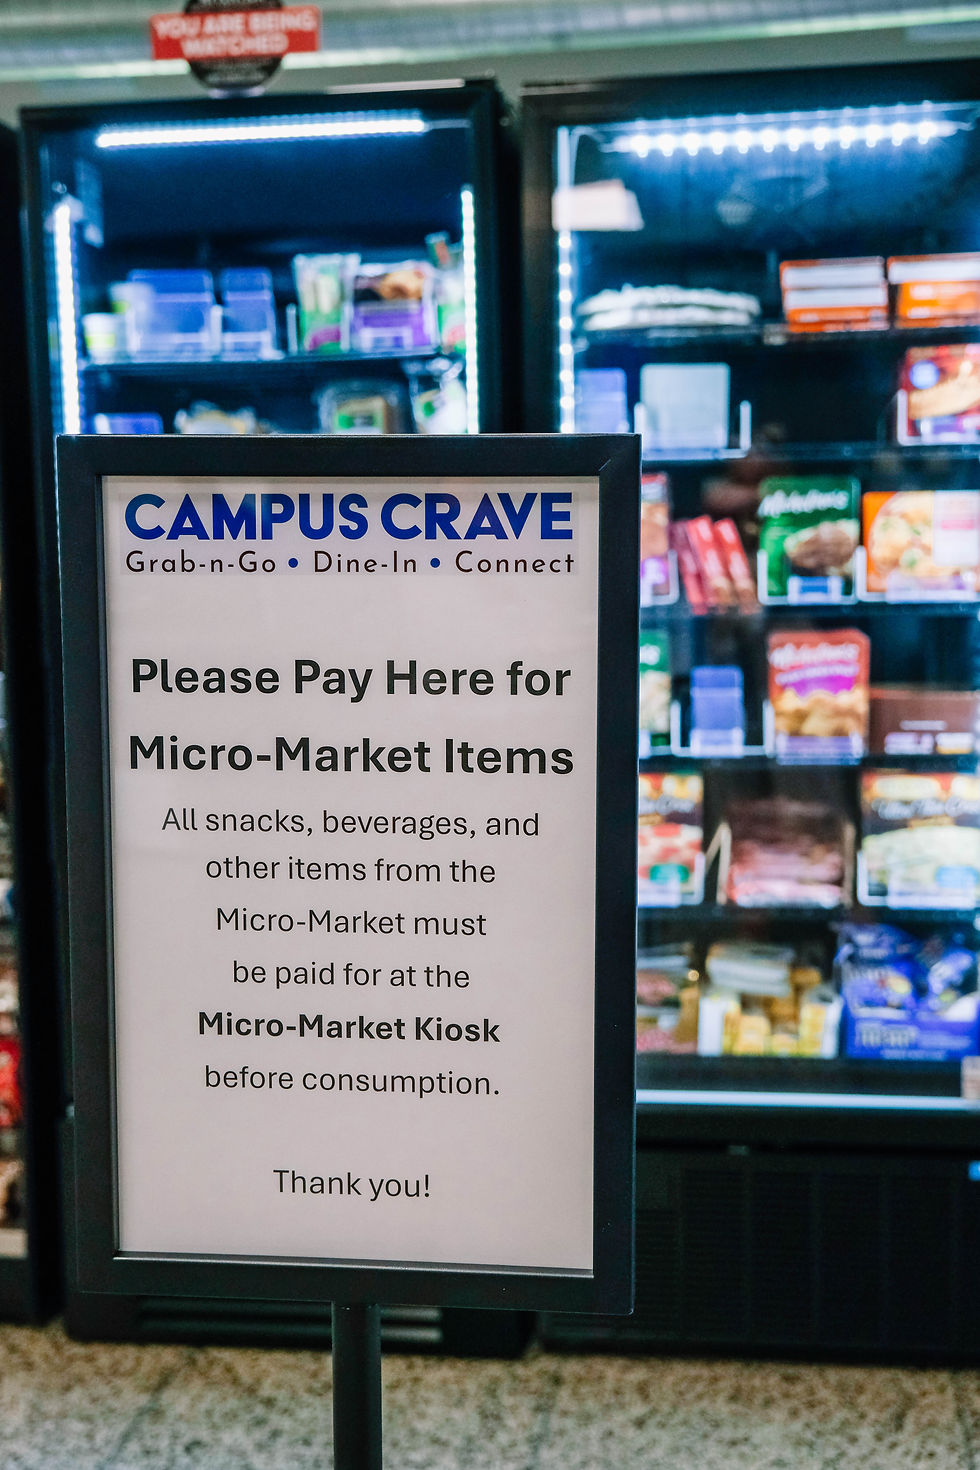 YOU ARE BEING
WATCHED
CAMPUS CRAVE
Grab-n-Go • Dine-In • Connect
Please Pay Here for
Micro-Market Items
All snacks, beverages, and
other items from the
Micro-Market must
be paid for at the
Micro-Market Kiosk
before consumption.
Thank you!